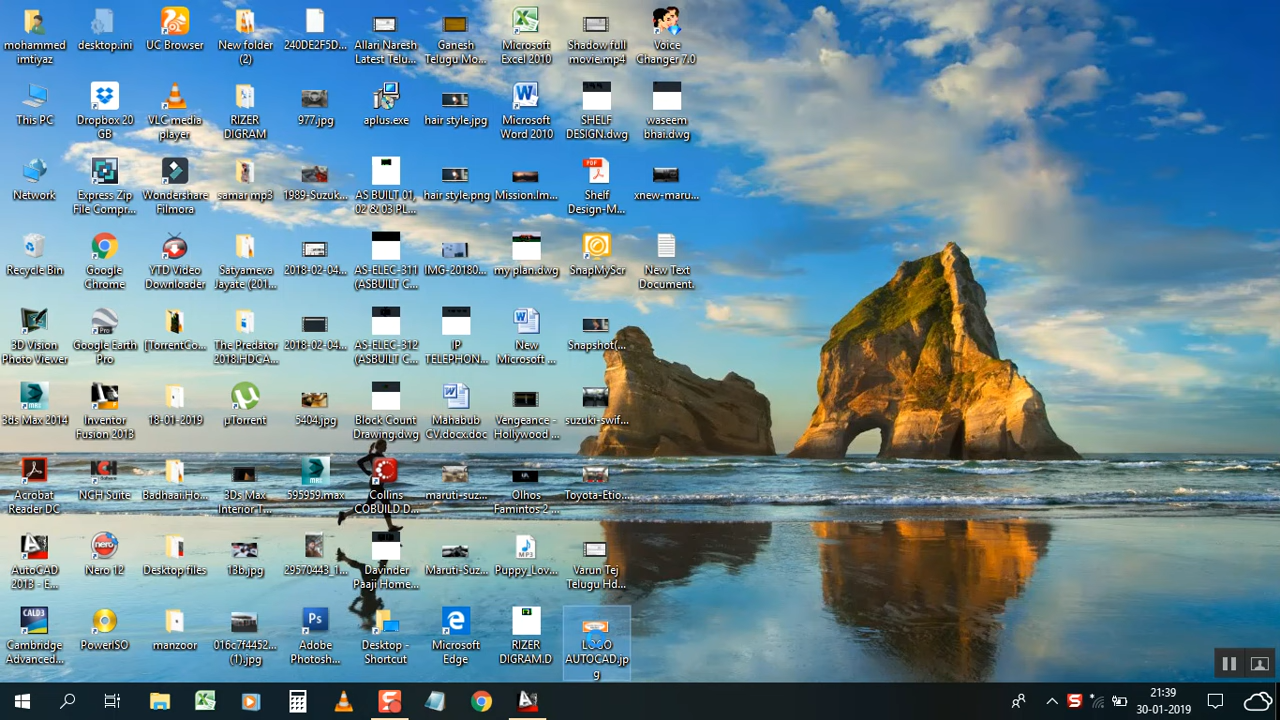 mohammed
imtiyaz
desktop.ini
UC Browser
New folder
(2)
240DE2F5D...
Allari Naresh
Latest Telu...
Ganesh
Telugu Mo...
Microsoft
Excel 2010
Shadow full
movie.mp4
Voice
Changer 7.0
This PC
Dropbox 20
GB
VLC media
player
RIZER
DIGRAM
977.jpg
aplus.exe
hair style.jpg
Microsoft
Word 2010
SHELF
DESIGN.dwg
waseem
bhai.dwg
Network
Express Zip
File Compr...
Wondershare
Filmora
samar mp3
1989-Suzuk...
AS BUILT 01,
02 & 03 PL...
hair style.png
Mission.Im...
PDF
Shelf
Design-M...
xnew-maru...
Recycle Bin
Google
Chrome
YTD Video
Downloader
Satyameva
Jayate (201...
2018-02-04...
AS-ELEC-311
(ASBUILT C...
IMG-20180...
my plan.dwg
SnapMyScr
New Text
Document.
3D Vision
Photo Viewer
Pro
Google Earth
Pro
[TorrentCo...
The Predator
2018.HDCA...
2018-02-04...
AS-ELEC-312
(ASBUILT C...
IP
TELEPHON...
New
Microsoft ...
Snapshot(...
3ds Max 2014
Inventor
Fusion 2013
18-01-2019
µTorrent
5404.jpg
Block Count
Drawing.dwg
Mahabub
CV.docx.doc
Vengeance -
Hollywood ...
suzuki-swif...
Acrobat
Reader DC
NCH
NCH Suite
Badhaai.Ho...
3Ds Max
Interior T...
595959.max
Collins
COBUILD D...
maruti-suz...
Olhos
Famintos 2 ...
Toyota-Etio...
AutoCAD
2013 - E...
nero
Nero 12
Desktop files
13b.jpg
29570443_1...
Davinder
Paaji Home...
Maruti-Suz...
MP3
Puppy_Lov...
Varun Tej
Telugu Hd...
CALD3
Cambridge
Advanced...
PowerISO
manzoor
016c7f4452...
(1).jpg
Ps
Adobe
Photosh...
Desktop -
Shortcut
Microsoft
Edge
RIZER
DIGRAM.D
LOGO
AUTOCAD.jp
g
21:39
30-01-2019